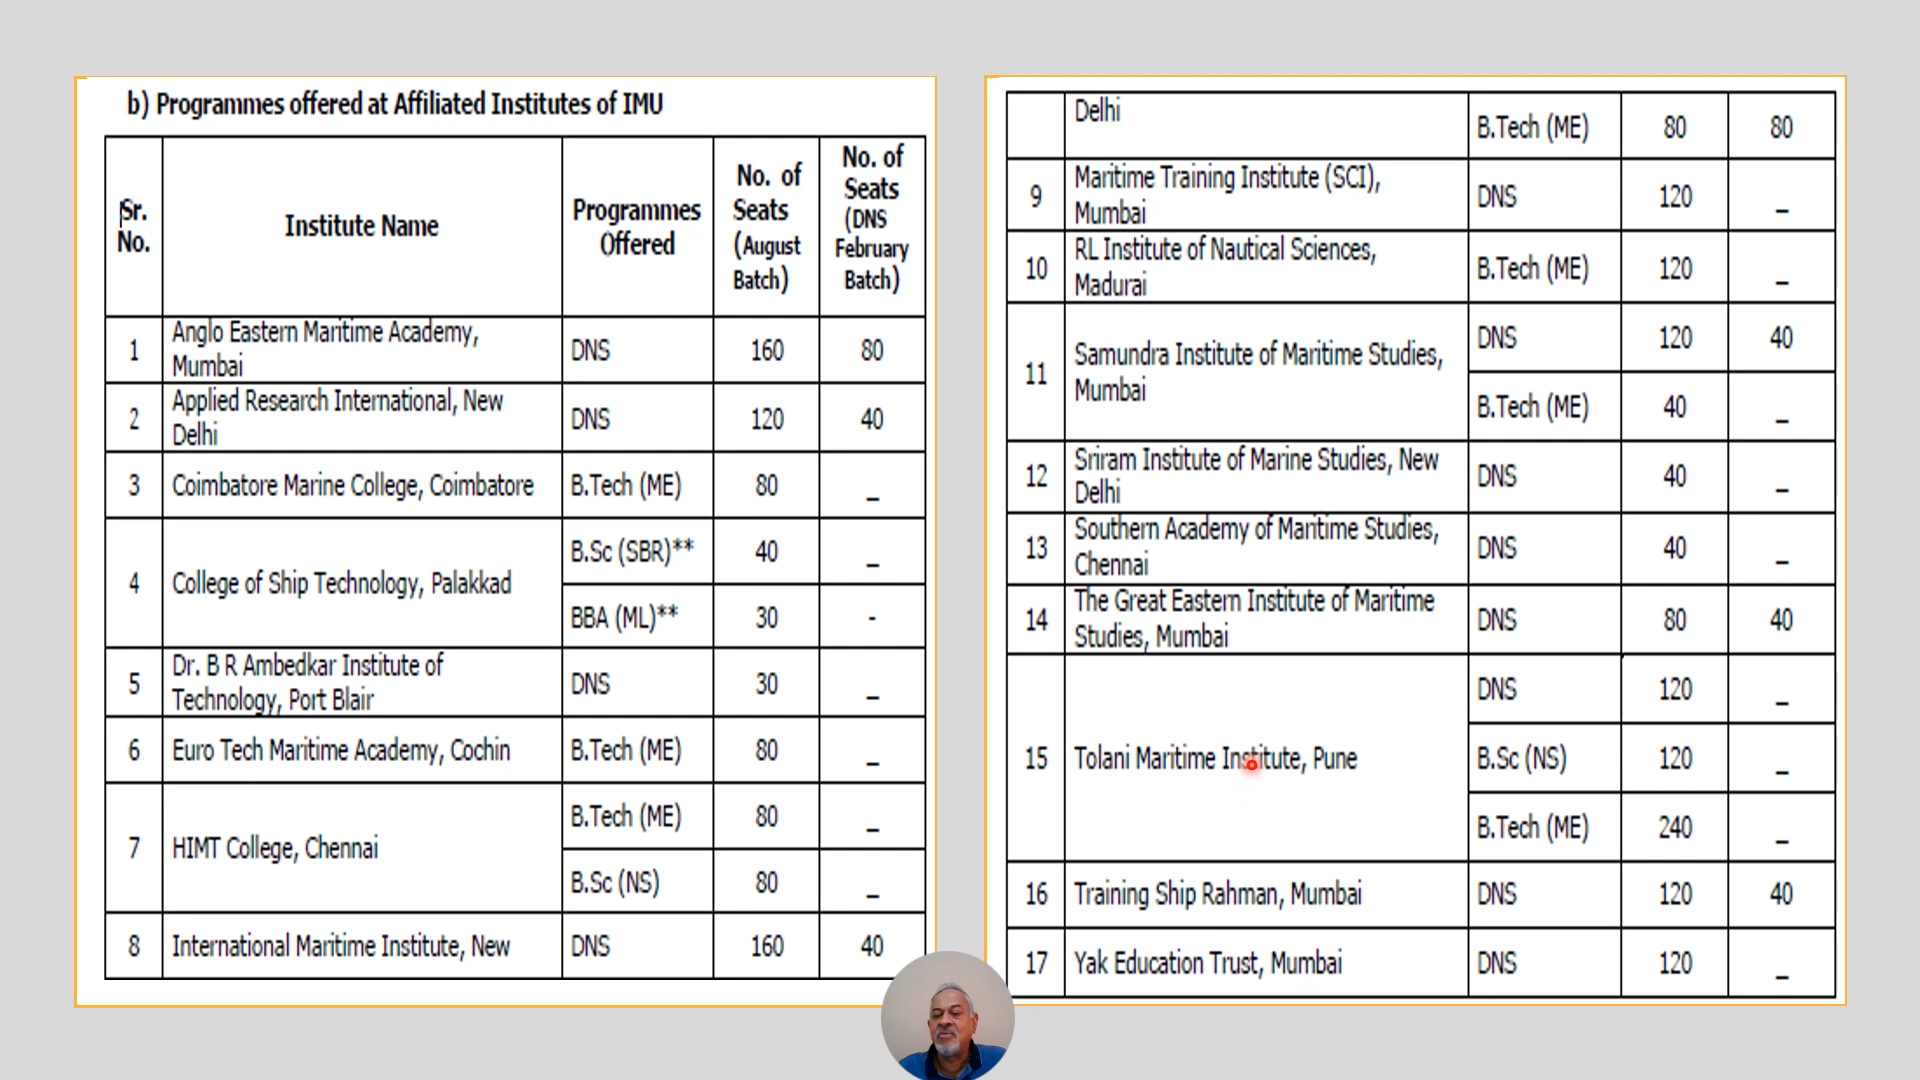 b) Programmes offered at Affiliated Institutes of IMU
Sr. No. Institute Name Programmes Offered No. of Seats (August Batch) No. of Seats (DNS February Batch)
1 Anglo Eastern Maritime Academy, Mumbai DNS 160 80
2 Applied Research International, New Delhi DNS 120 40
3 Coimbatore Marine College, Coimbatore B.Tech (ME) 80 _
4 College of Ship Technology, Palakkad B.Sc (SBR)** 40 _
BBA (ML)** 30 -
5 Dr. B R Ambedkar Institute of Technology, Port Blair DNS 30 _
6 Euro Tech Maritime Academy, Cochin B.Tech (ME) 80 _
7 HIMT College, Chennai B.Tech (ME) 80 _
B.Sc (NS) 80 _
8 International Maritime Institute, New DNS 160 40
Delhi B.Tech (ME) 80 80
9 Maritime Training Institute (SCI), Mumbai DNS 120 _
10 RL Institute of Nautical Sciences, Madurai B.Tech (ME) 120 _
11 Samundra Institute of Maritime Studies, Mumbai DNS 120 40
B.Tech (ME) 40 _
12 Sriram Institute of Marine Studies, New Delhi DNS 40 _
13 Southern Academy of Maritime Studies, Chennai DNS 40 _
14 The Great Eastern Institute of Maritime Studies, Mumbai DNS 80 40
15 Tolani Maritime Institute, Pune DNS 120 _
B.Sc (NS) 120 _
B.Tech (ME) 240 _
16 Training Ship Rahman, Mumbai DNS 120 40
17 Yak Education Trust, Mumbai DNS 120 _